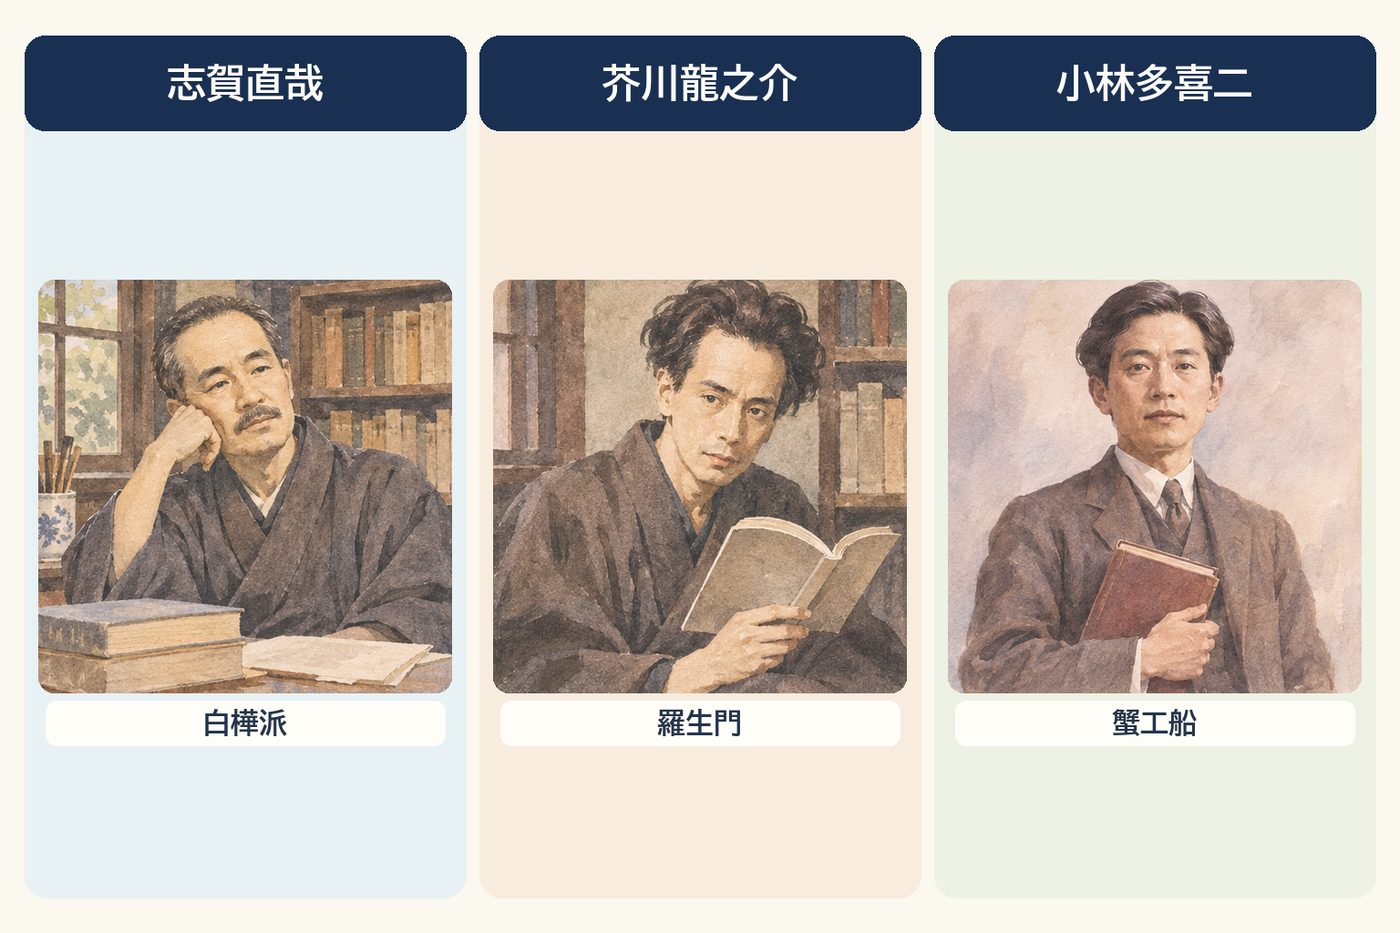 志賀直哉
芥川龍之介
小林多喜二
白樺派
羅生門
蟹工船